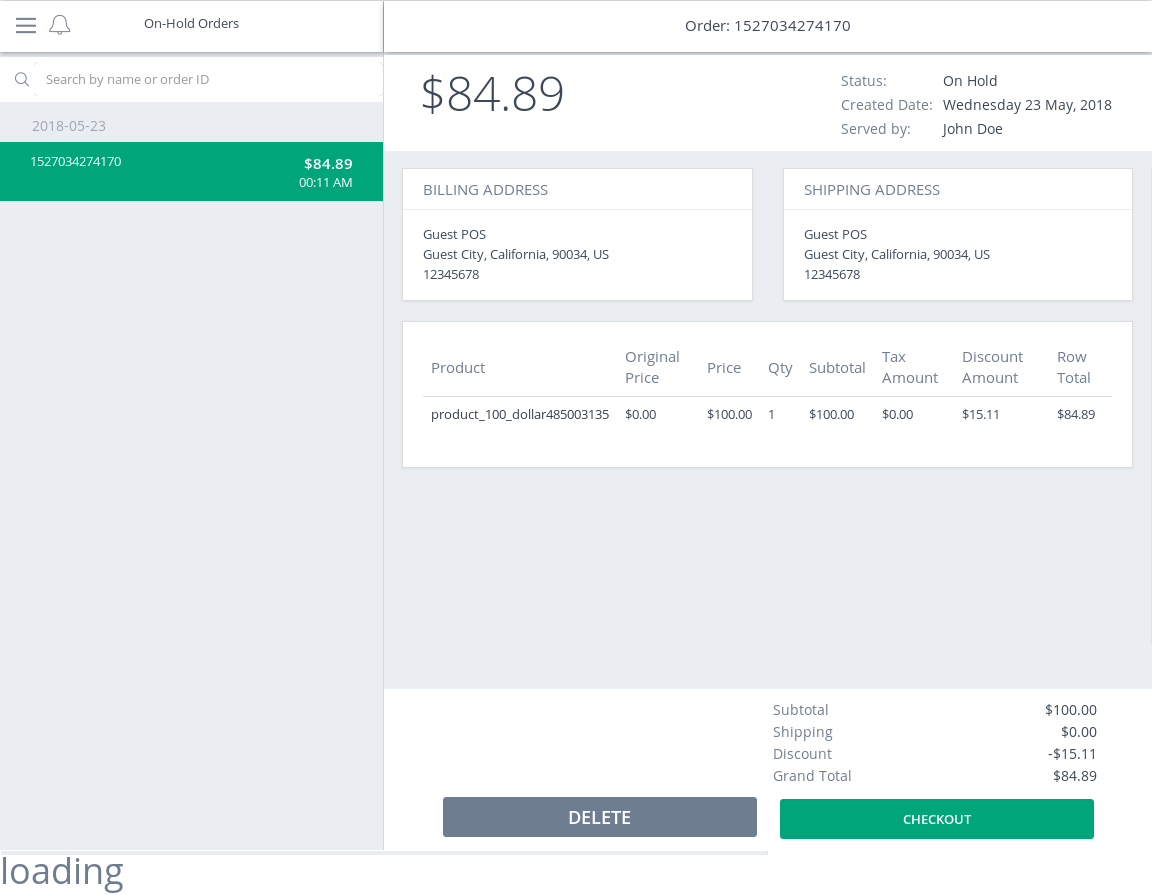 On-Hold Orders
Order: 1527034274170
Search by name or order ID
2018-05-23
1527034274170 $84.89
00:11 AM
$84.89
Status: On Hold
Created Date: Wednesday 23 May, 2018
Served by: John Doe
BILLING ADDRESS
Guest POS
Guest City, California, 90034, US
12345678
SHIPPING ADDRESS
Guest POS
Guest City, California, 90034, US
12345678
Product Original Price Price Qty Subtotal Tax Amount Discount Amount Row Total
product_100_dollar485003135 $0.00 $100.00 1 $100.00 $0.00 $15.11 $84.89
Subtotal $100.00
Shipping $0.00
Discount -$15.11
Grand Total $84.89
DELETE CHECKOUT
loading